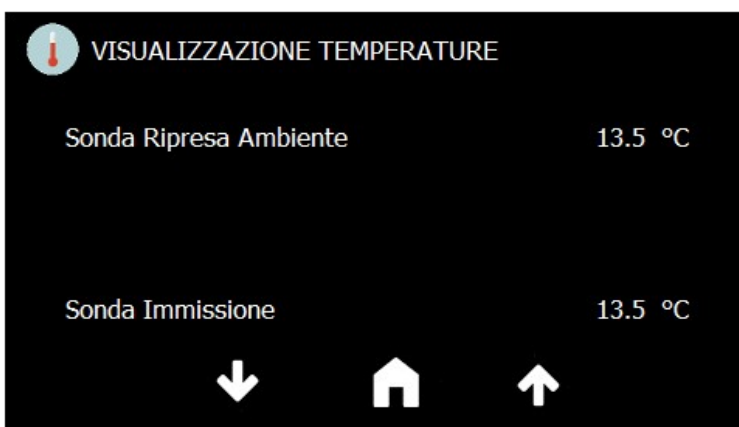 VISUALIZZAZIONE TEMPERATURE
Sonda Ripresa Ambiente 13.5 °C
Sonda Immissione 13.5 °C